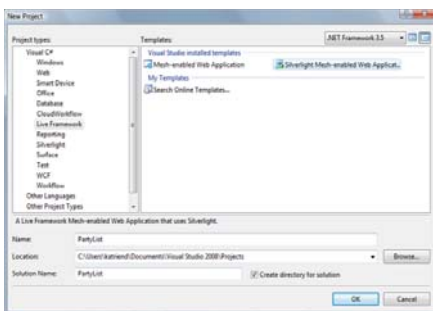 New Project
Project types:
Templates:
.NET Framework 3.5
Visual C#
Windows
Web
Smart Device
Office
Database
CloudWorkflow
Live Framework
Reporting
Silverlight
Surface
Test
WCF
Workflow
Other Languages
Other Project Types
Visual Studio installed templates
Mesh-enabled Web Application
Silverlight Mesh-enabled Web Applicat..
My Templates
Search Online Templates...
A Live Framework Mesh-enabled Web Application that uses Silverlight.
Name: PartyList
Location: C:\Users\katriend\Documents\Visual Studio 2008\Projects
Browse...
Solution Name: PartyList
Create directory for solution
OK
Cancel